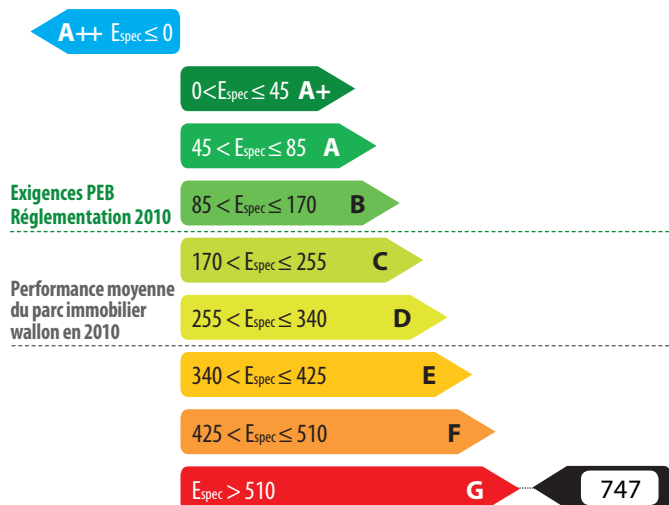 A++ Espec ≤ 0
0<Espec ≤ 45 A+
45 < Espec ≤ 85 A
Exigences PEB
Réglementation 2010
85 < Espec ≤ 170 B
170 < Espec ≤ 255 C
Performance moyenne
du parc immobilier
wallon en 2010
255 < Espec ≤ 340 D
340 < Espec ≤ 425 E
425 < Espec ≤ 510 F
Espec > 510 G 747